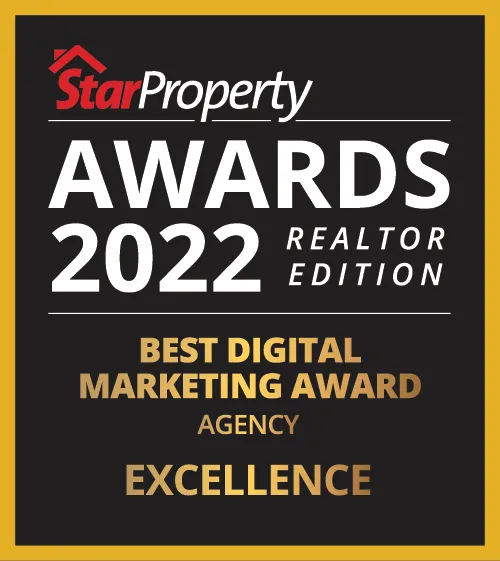 StarProperty
AWARDS
2022 REALTOR
EDITION
BEST DIGITAL
MARKETING AWARD
AGENCY
EXCELLENCE